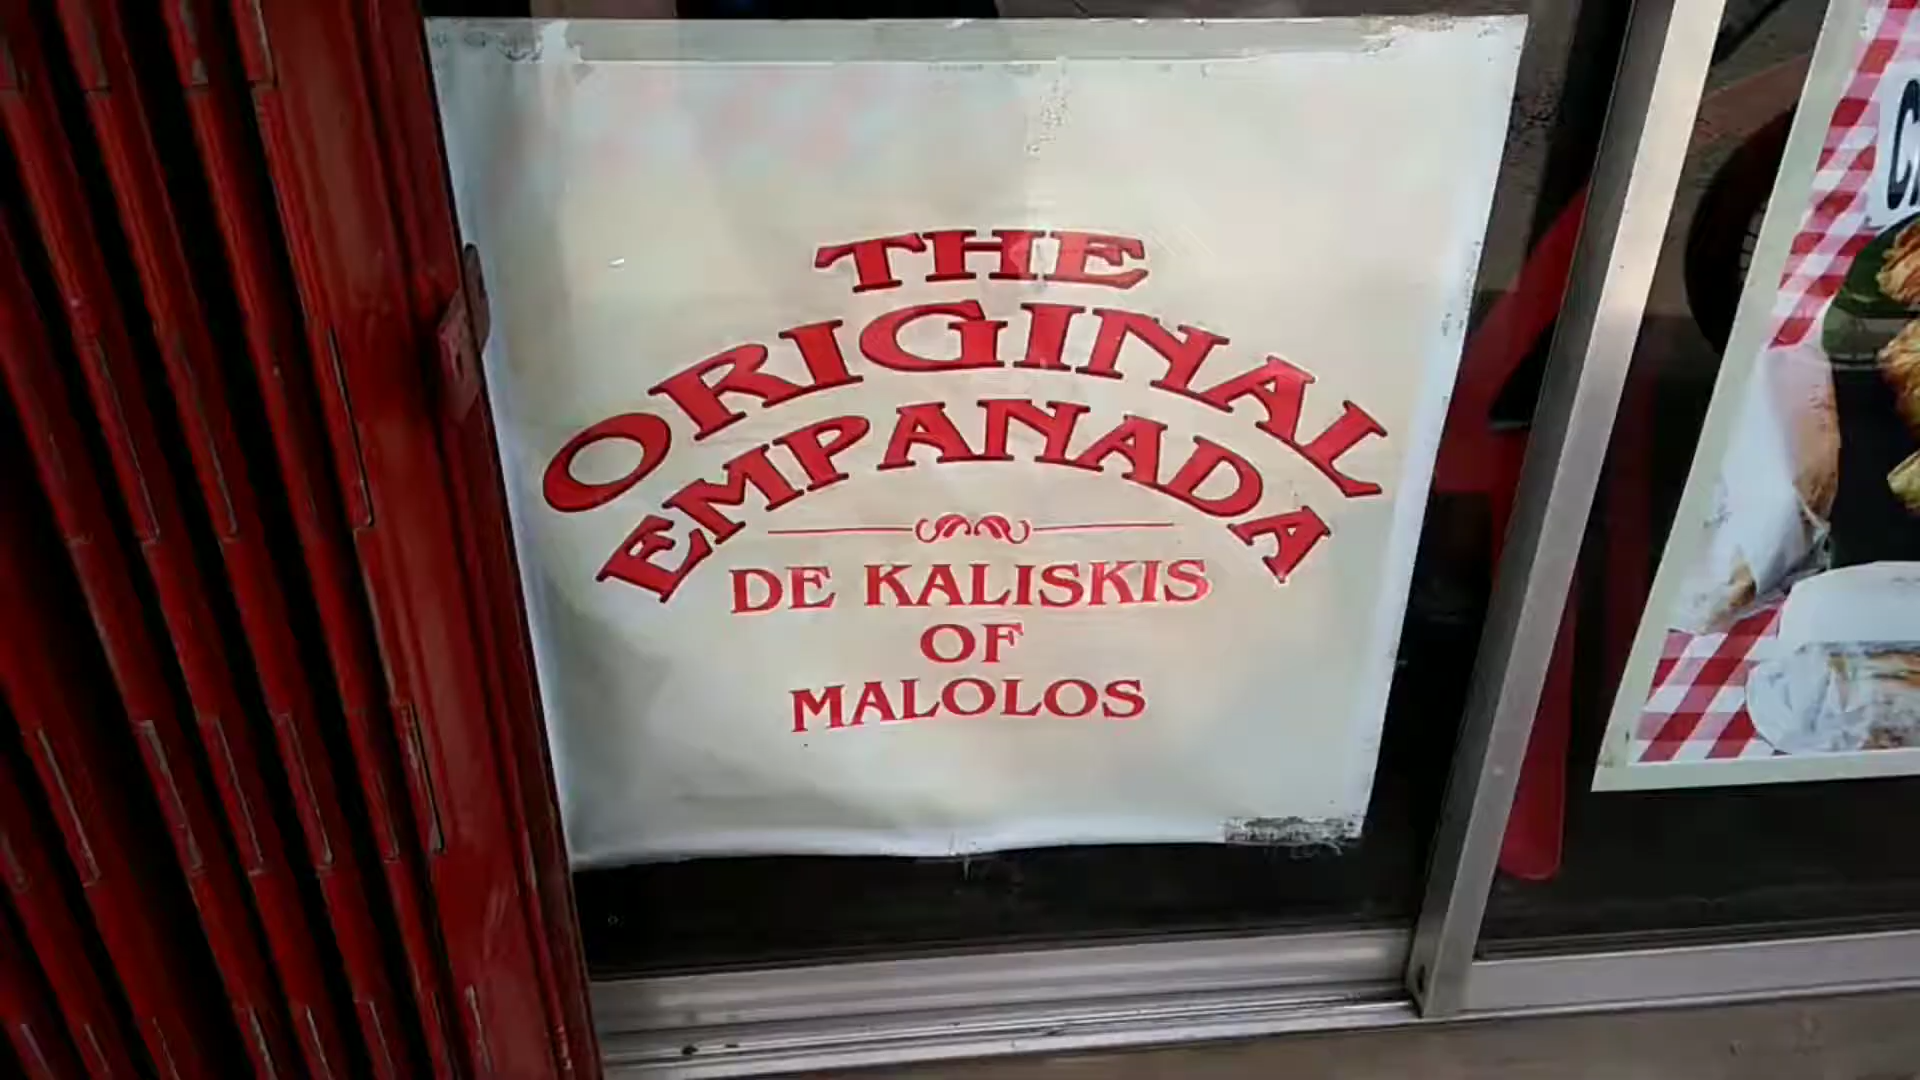 THE
ORIGINAL
EMPANADA
DE KALISKIS
OF
MALOLOS